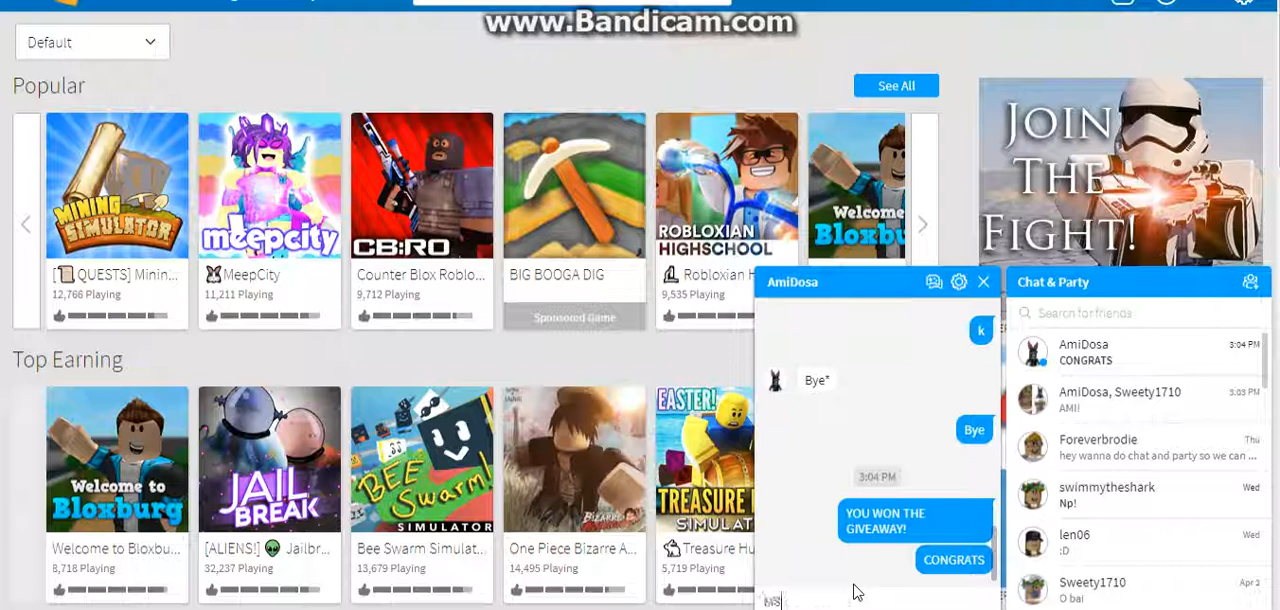 www.Bandicam.com
Default
Popular
See All
MINING
SIMULATOR
meepcity
CB:RO
ROBLOXIAN
HIGHSCHOOL
Welcome
Bloxbu
JOIN
THE
FIGHT!
[📜QUESTS] Minin...
12,766 Playing
🐰MeepCity
11,211 Playing
Counter Blox Roblo...
9,712 Playing
BIG BOOGA DIG
Sponsored Game
Robloxian H
9,535 Playing
Top Earning
Welcome to
Bloxburg
JAIL
BREAK
BEE
Swarm!
SIMULATOR
BIZARRE
EASTER!
TREASURE
SIMULAT
Welcome to Bloxbu...
8,718 Playing
[ALIENS!] 👽 Jailbr...
32,237 Playing
Bee Swarm Simulat...
13,679 Playing
One Piece Bizarre A...
14,495 Playing
Treasure Hu
5,719 Playing
AmiDosa
k
Bye*
Bye
3:04 PM
YOU WON THE
GIVEAWAY!
CONGRATS
Chat & Party
Search for friends
AmiDosa
3:04 PM
CONGRATS
AmiDosa, Sweety1710
3:03 PM
AMI!
Foreverbrodie
Thu
hey wanna do chat and party so we can ...
swimmytheshark
Wed
Np!
len06
Wed
:D
Sweety1710
Apr 2
O bai